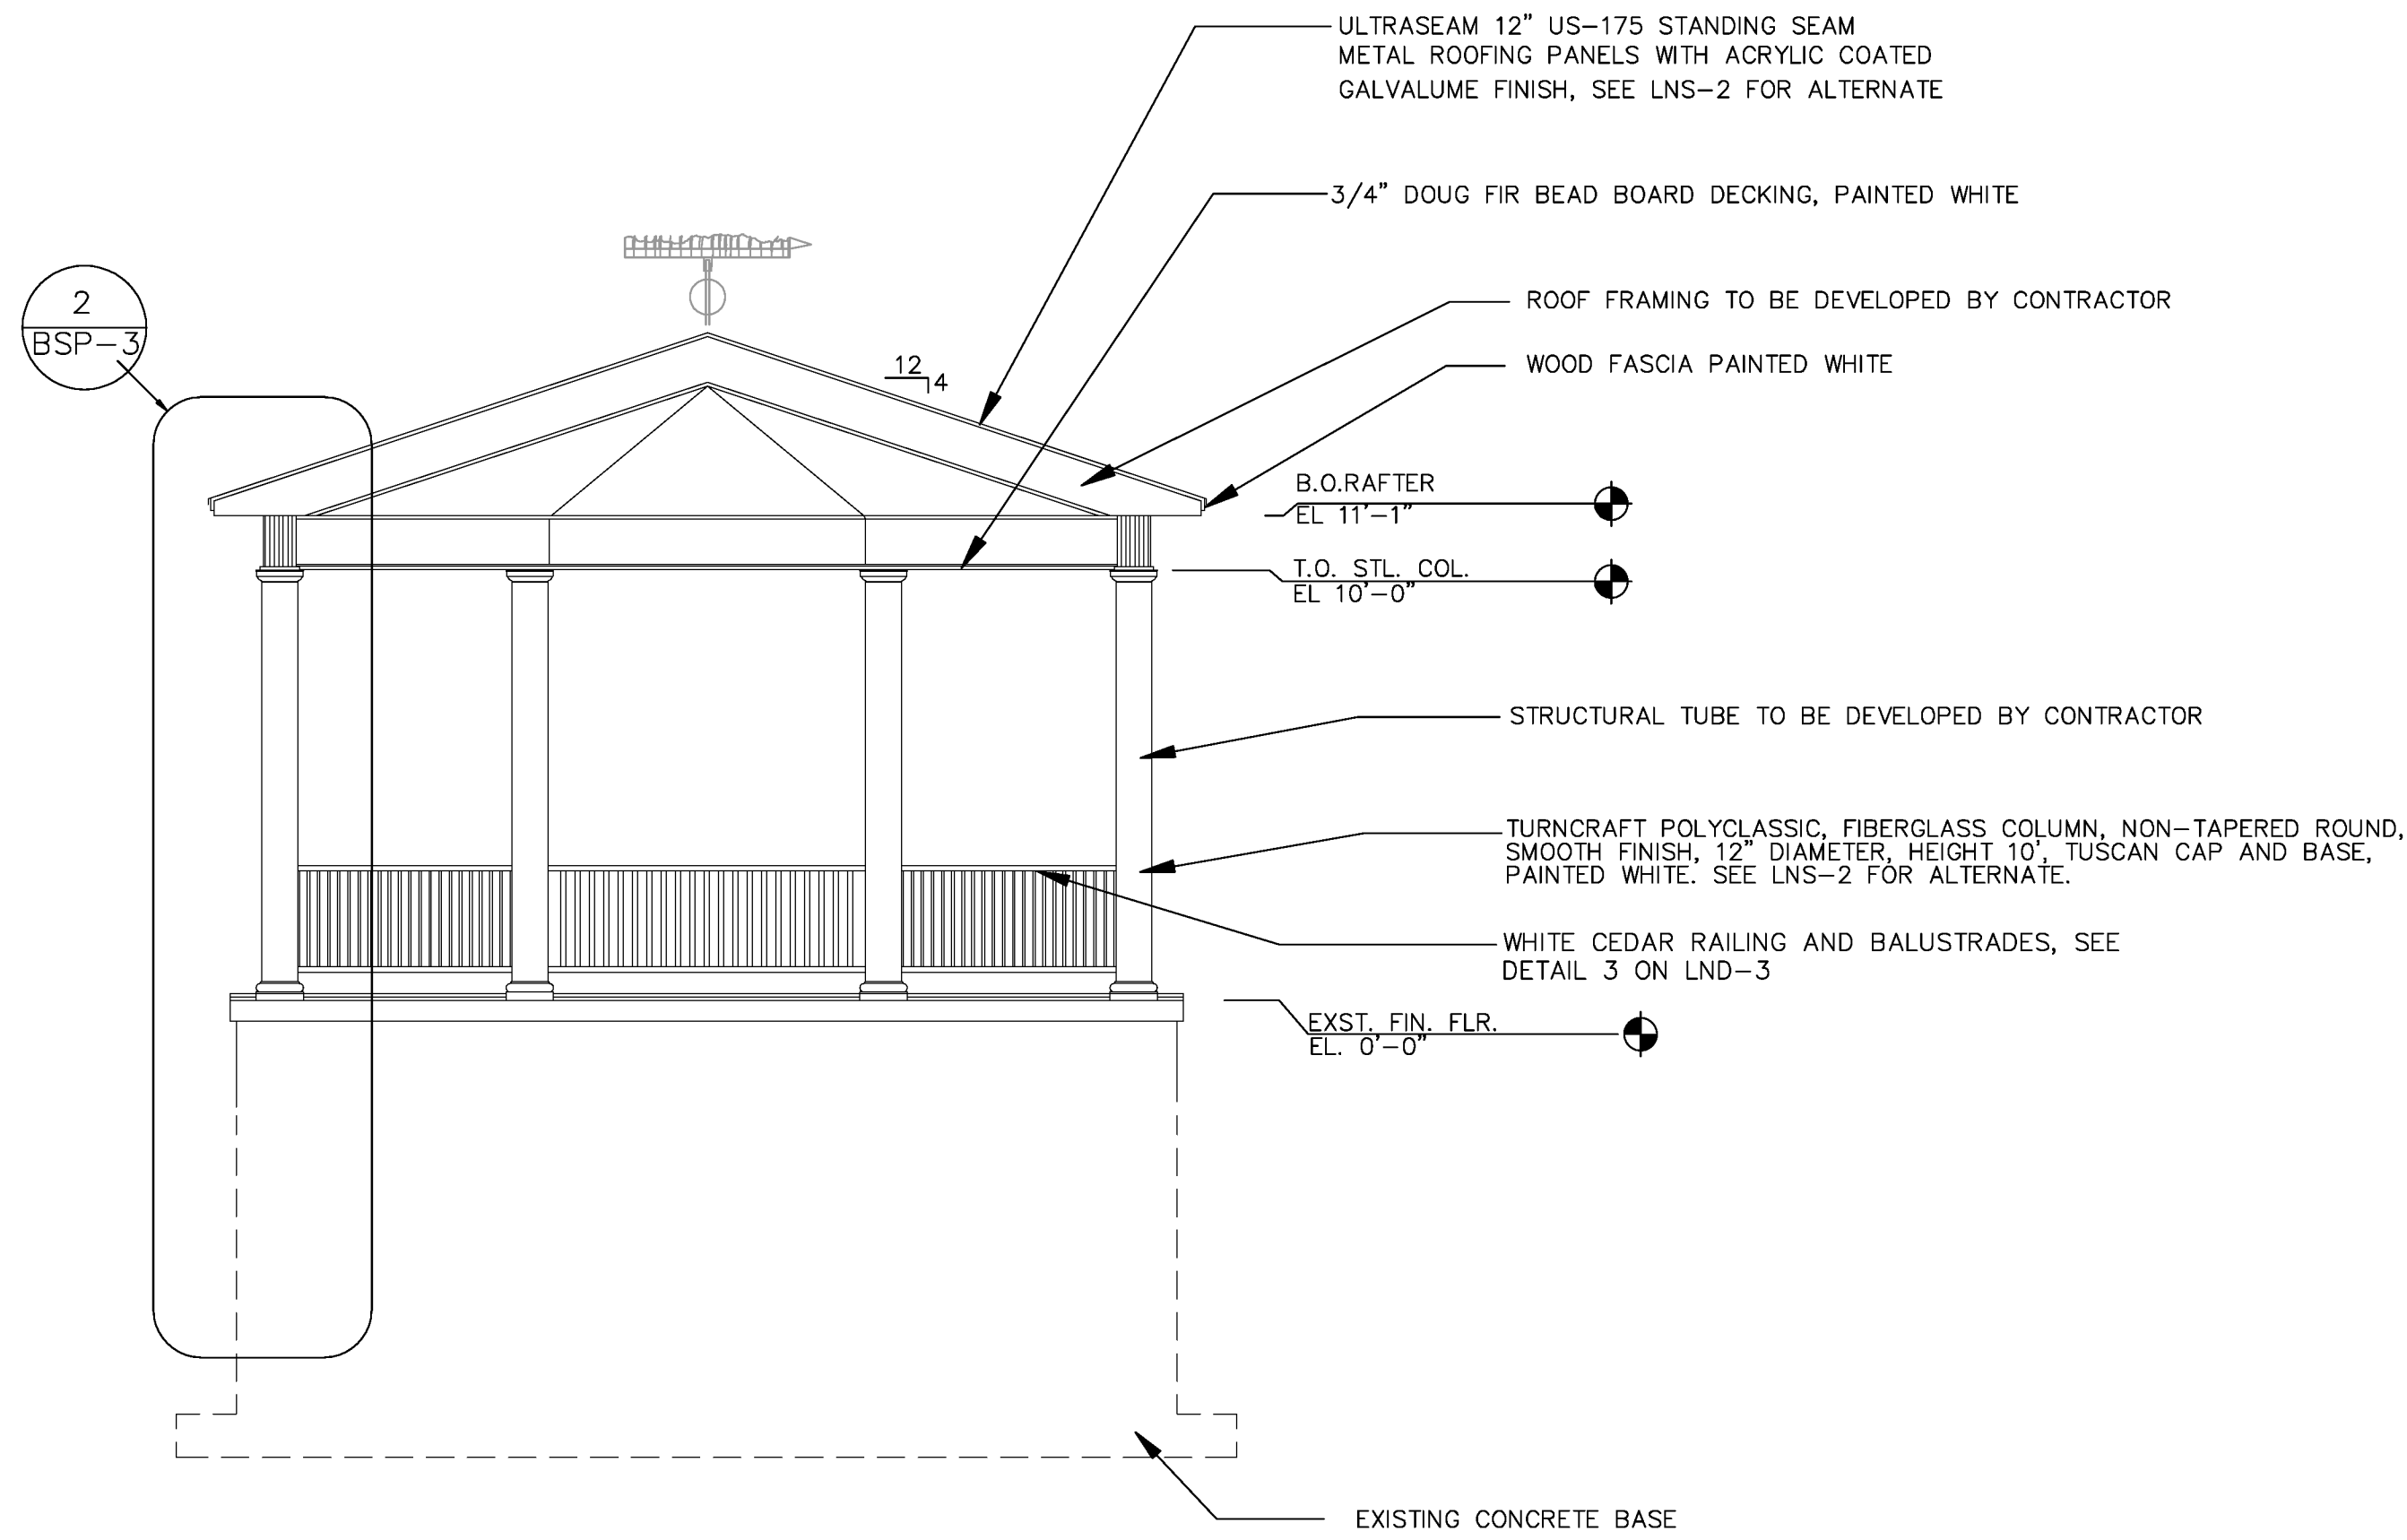 ULTRASEAM 12" US-175 STANDING SEAM
METAL ROOFING PANELS WITH ACRYLIC COATED
GALVALUME FINISH, SEE LNS-2 FOR ALTERNATE
3/4" DOUG FIR BEAD BOARD DECKING, PAINTED WHITE
2
BSP-3
ROOF FRAMING TO BE DEVELOPED BY CONTRACTOR
12
4
WOOD FASCIA PAINTED WHITE
B.O.RAFTER
EL 11'-1"
T.O. STL. COL.
EL 10'-0"
STRUCTURAL TUBE TO BE DEVELOPED BY CONTRACTOR
TURNCRAFT POLYCLASSIC, FIBERGLASS COLUMN, NON-TAPERED ROUND,
SMOOTH FINISH, 12" DIAMETER, HEIGHT 10', TUSCAN CAP AND BASE,
PAINTED WHITE. SEE LNS-2 FOR ALTERNATE.
WHITE CEDAR RAILING AND BALUSTRADES, SEE
DETAIL 3 ON LND-3
EXST. FIN. FLR.
EL. 0'-0"
EXISTING CONCRETE BASE